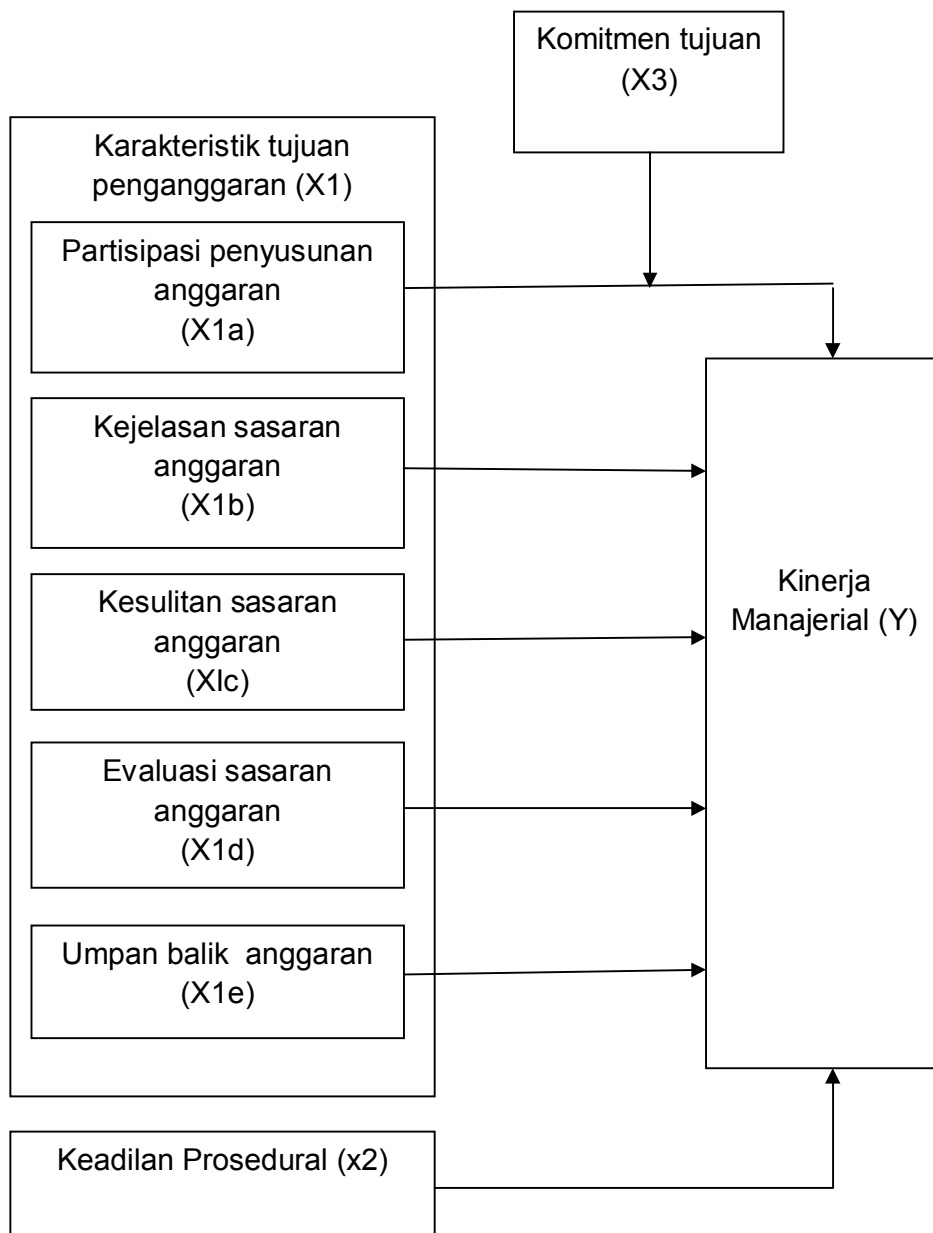 Komitmen tujuan
(X3)
Karakteristik tujuan
penganggaran (X1)
Partisipasi penyusunan
anggaran
(X1a)
Kejelasan sasaran
anggaran
(X1b)
Kesulitan sasaran
anggaran
(XIc)
Evaluasi sasaran
anggaran
(X1d)
Umpan balik  anggaran
(X1e)
Kinerja
Manajerial (Y)
Keadilan Prosedural (x2)